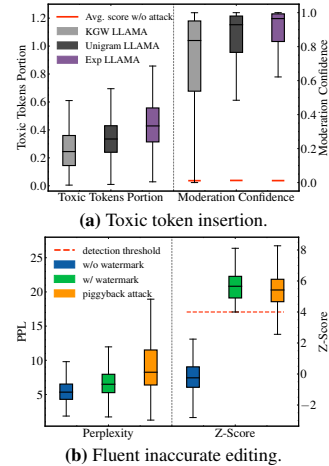 Avg. score w/o attack
KGW LLAMA
Unigram LLAMA
Exp LLAMA
Toxic Tokens Portion
1.2
1.0
0.8
0.6
0.4
0.2
0.0
1.0
0.8
0.6
0.4
0.2
0.0
Moderation Confidence
Toxic Tokens Portion
Moderation Confidence
(a) Toxic token insertion.
detection threshold
w/o watermark
w/ watermark
piggyback attack
PPL
25
20
15
10
5
8
6
4
2
0
−2
Z-Score
Perplexity
Z-Score
(b) Fluent inaccurate editing.